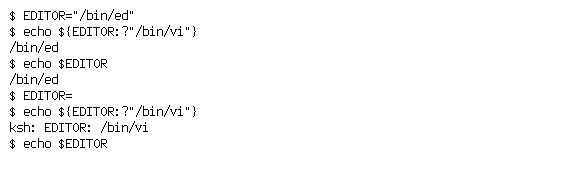 $ EDITOR="/bin/ed"
$ echo ${EDITOR:?"/bin/vi"}
/bin/ed
$ echo $EDITOR
/bin/ed
$ EDITOR=
$ echo ${EDITOR:?"/bin/vi"}
ksh: EDITOR: /bin/vi
$ echo $EDITOR